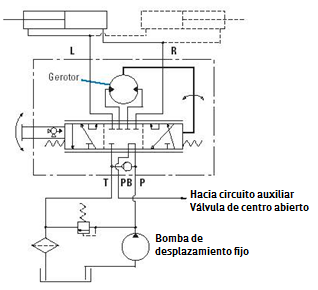 L
R
Gerotor
T
PB
P
Hacia circuito auxiliar
Válvula de centro abierto
Bomba de
desplazamiento fijo